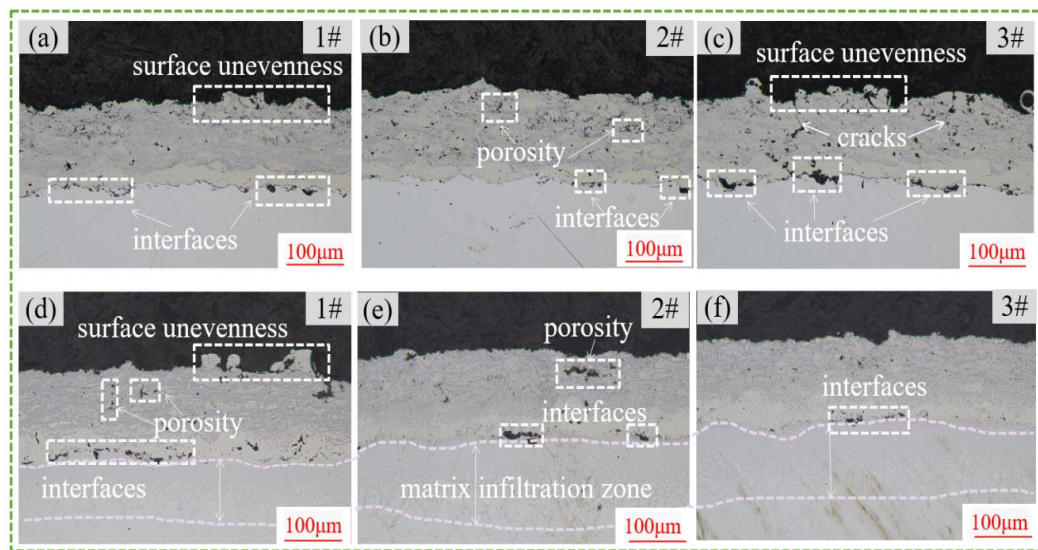 (a)
1#
surface unevenness
interfaces
100μm
(b)
2#
porosity
interfaces
100μm
(c)
3#
surface unevenness
cracks
interfaces
100μm
(d)
1#
surface unevenness
porosity
interfaces
100μm
(e)
2#
porosity
interfaces
matrix infiltration zone
100μm
(f)
3#
interfaces
100μm